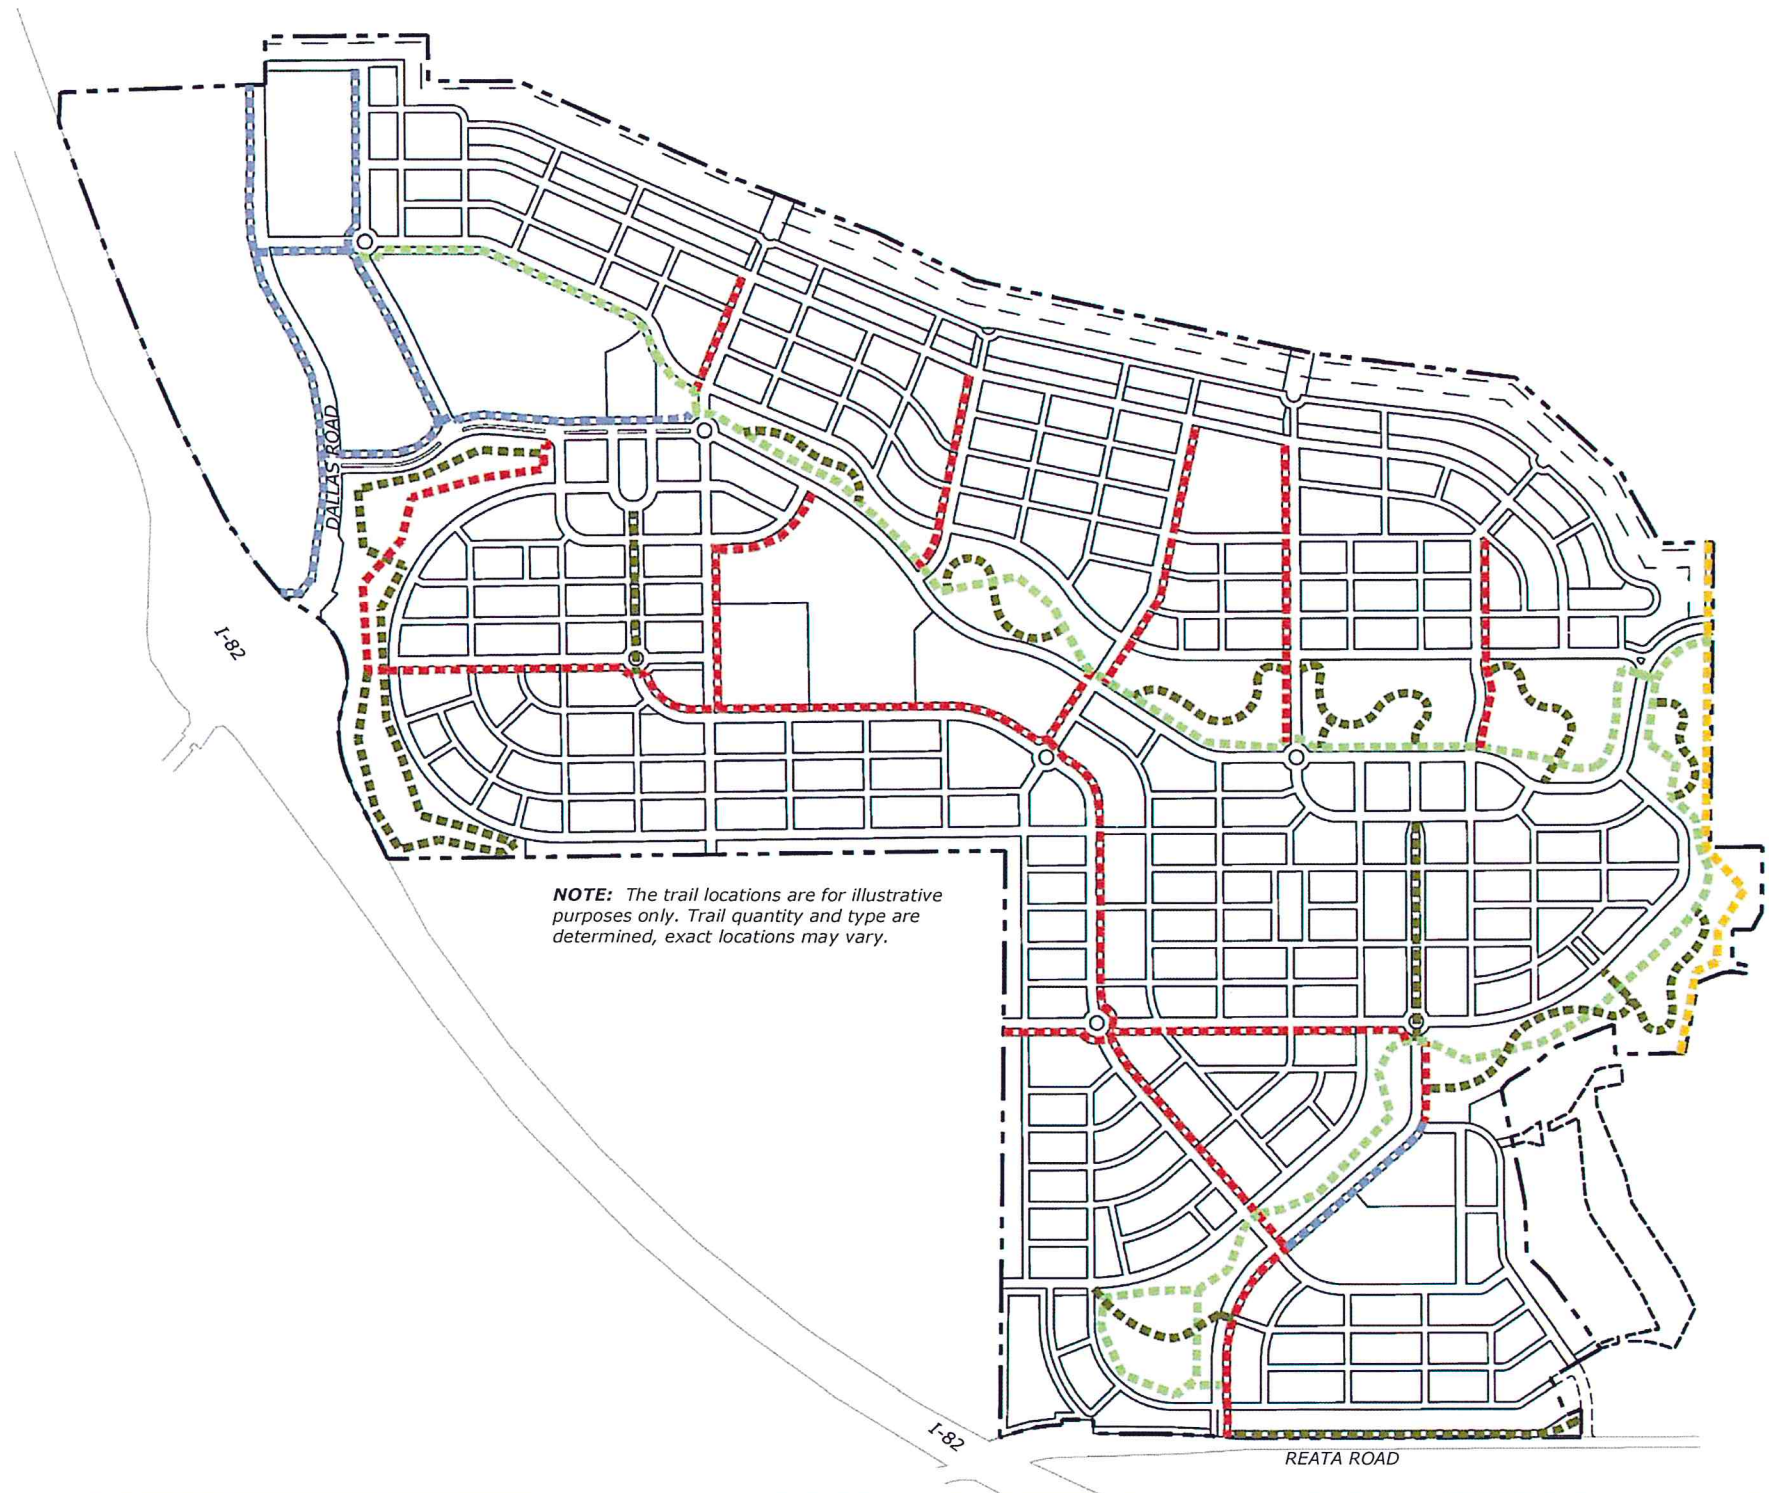 DALLAS ROAD
I-82
NOTE: The trail locations are for illustrative
purposes only. Trail quantity and type are
determined, exact locations may vary.
I-82
REATA ROAD